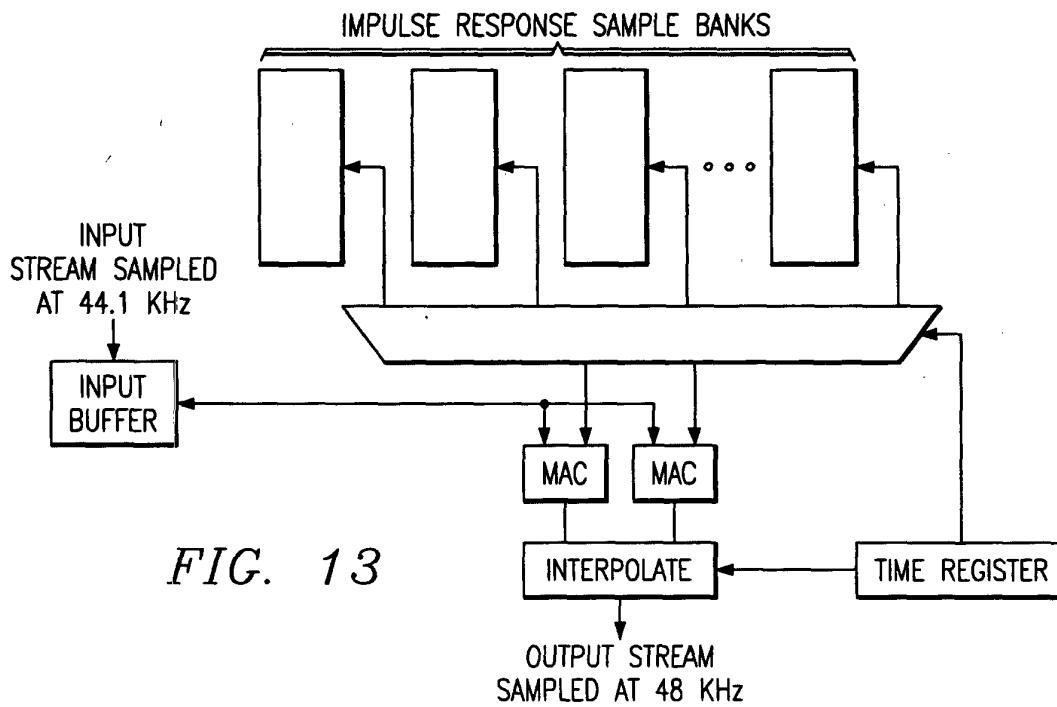 IMPULSE RESPONSE SAMPLE BANKS
INPUT
STREAM SAMPLED
AT 44.1 KHz
INPUT
BUFFER
MAC
MAC
FIG. 13
INTERPOLATE
TIME REGISTER
OUTPUT STREAM
SAMPLED AT 48 KHz